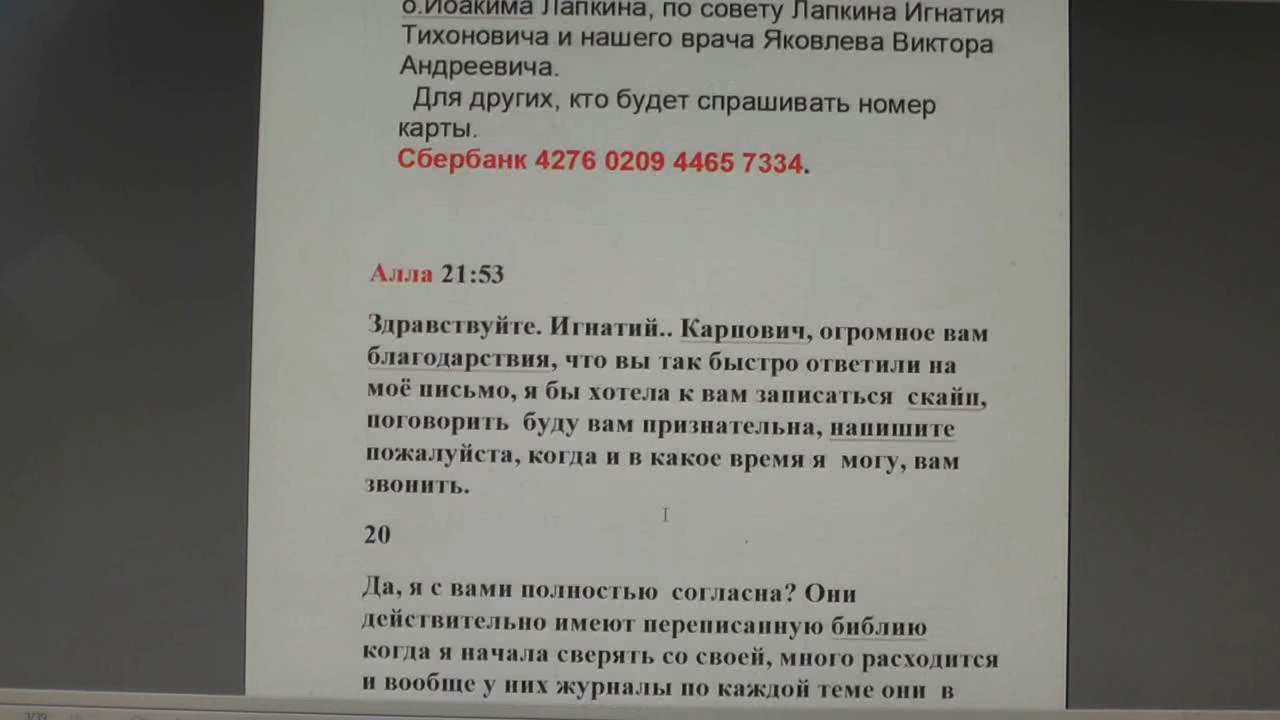 о.Иоакима Лапкина, по совету Лапкина Игнатия
Тихоновича и нашего врача Яковлева Виктора
Андреевича.
Для других, кто будет спрашивать номер
карты.
Сбербанк 4276 0209 4465 7334.
Алла 21:53
Здравствуйте. Игнатий.. Карпович, огромное вам
благодарствия, что вы так быстро ответили на
моё письмо, я бы хотела к вам записаться скайп,
поговорить буду вам признательна, напишите
пожалуйста, когда и в какое время я могу, вам
звонить.
20
Да, я с вами полностью согласна? Они
действительно имеют переписанную библию
когда я начала сверять со своей, много расходится
и вообще у них журналы по каждой теме они в